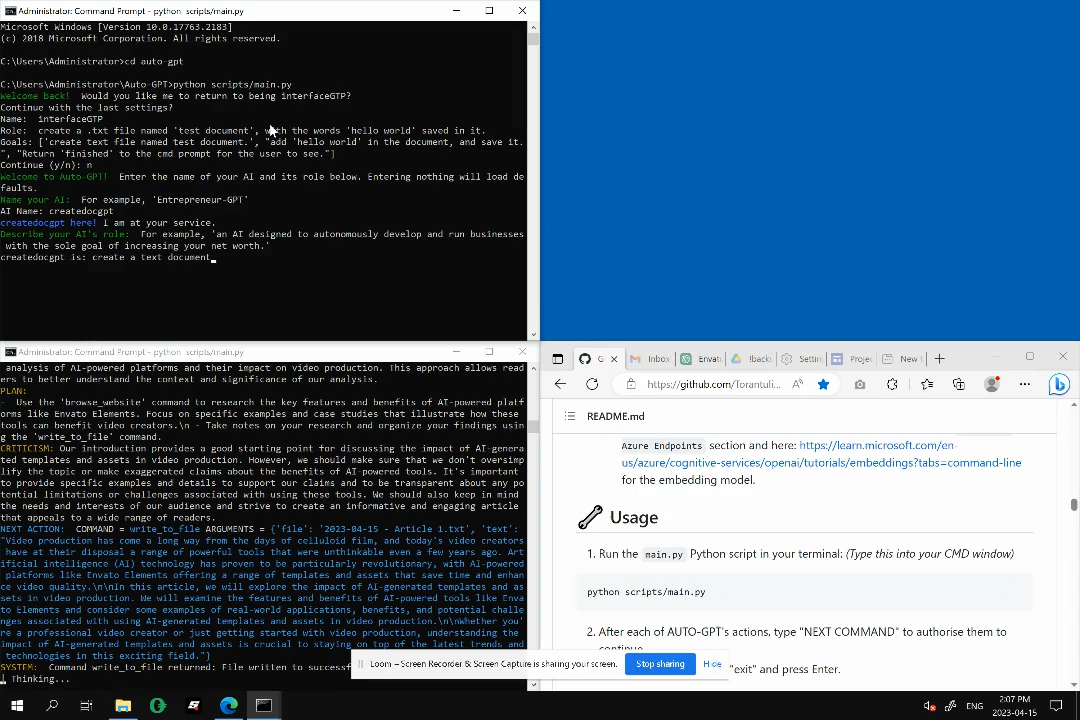 Administrator: Command Prompt - python scripts/main.py
Microsoft Windows [Version 10.0.17763.2183]
(c) 2018 Microsoft Corporation. All rights reserved.
C:\Users\Administrator>cd auto-gpt
C:\Users\Administrator\Auto-GPT>python scripts/main.py
Welcome back!  Would you like me to return to being interfaceGTP?
Continue with the last settings?
Name:  interfaceGTP
Role:  create a .txt file named 'test document', with the words 'hello world' saved in it.
Goals: ['create text file named test document.', "add 'hello world' in the document, and save it.
", "Return 'finished' to the cmd prompt for the user to see."]
Continue (y/n): n
Welcome to Auto-GPT!  Enter the name of your AI and its role below. Entering nothing will load de
faults.
Name your AI:  For example, 'Entrepreneur-GPT'
AI Name: createdocgpt
createdocgpt here! I am at your service.
Describe your AI's role:  For example, 'an AI designed to autonomously develop and run businesses
with the sole goal of increasing your net worth.'
createdocgpt is: create a text document
Administrator: Command Prompt - python scripts/main.py
analysis of AI-powered platforms and their impact on video production. This approach allows read
ers to better understand the context and significance of our analysis.
PLAN:
-  Use the 'browse_website' command to research the key features and benefits of AI-powered platf
orms like Envato Elements. Focus on specific examples and case studies that illustrate how these
tools can benefit video creators.\n - Take notes on your research and organize your findings usin
g the 'write_to_file' command.
CRITICISM: Our introduction provides a good starting point for discussing the impact of AI-genera
ted templates and assets in video production. However, we should make sure that we don't oversimp
lify the topic or make exaggerated claims about the benefits of AI-powered tools. It's important
to provide specific examples and details to support our claims and to be transparent about any po
tential limitations or challenges associated with using these tools. We should also keep in mind
the needs and interests of our audience and strive to create an informative and engaging article
that appeals to a wide range of readers.
NEXT ACTION:  COMMAND = write_to_file ARGUMENTS = {'file': '2023-04-15 - Article 1.txt', 'text':
"Video production has come a long way from the days of celluloid film, and today's video creators
have at their disposal a range of powerful tools that were unthinkable even a few years ago. Art
ificial intelligence (AI) technology has proven to be particularly revolutionary, with AI-powered
platforms like Envato Elements offering a range of templates and assets that save time and enhan
ce video quality.\n\nIn this article, we will explore the impact of AI-generated templates and as
sets in video production. We will examine the features and benefits of AI-powered tools like Enva
to Elements and consider some examples of real-world applications, benefits, and potential challe
nges associated with using AI-generated templates and assets in video production.\n\nWhether you'
re a professional video creator or just getting started with video production, understanding the
impact of AI-generated templates and assets is crucial to staying on top of the latest trends and
technologies in this exciting field."}
SYSTEM:  Command write_to_file returned: File written to successf
Thinking...
G
Inbox
Envat
!back
Settin
Projec
New t
https://github.com/Torantuli...
README.md
Azure Endpoints section and here: https://learn.microsoft.com/en-
us/azure/cognitive-services/openai/tutorials/embeddings?tabs=command-line
for the embedding model.
Usage
1. Run the main.py Python script in your terminal: (Type this into your CMD window)
python scripts/main.py
2. After each of AUTO-GPT's actions, type "NEXT COMMAND" to authorise them to
continue.
"exit" and press Enter.
Loom – Screen Recorder & Screen Capture is sharing your screen.
Stop sharing
Hide
ENG
2:07 PM
2023-04-15